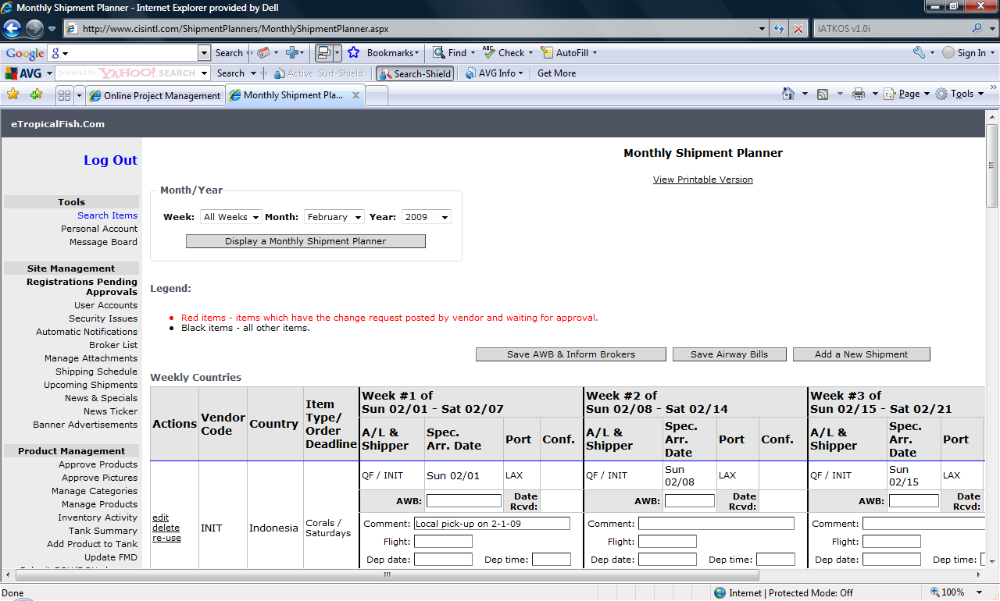 Monthly Shipment Planner - Internet Explorer provided by Dell
http://www.cisintl.com/ShipmentPlanners/MonthlyShipmentPlanner.aspx
iATKOS v1.0i
Google
Search
Bookmarks
Find
Check
AutoFill
Sign In
AVG
powered by YAHOO! SEARCH
Search
Active Surf-Shield
Search-Shield
AVG Info
Get More
Online Project Management
Monthly Shipment Pla...
Page
Tools
eTropicalFish.Com
Log Out
Tools
Search Items
Personal Account
Message Board
Site Management
Registrations Pending
Approvals
User Accounts
Security Issues
Automatic Notifications
Broker List
Manage Attachments
Shipping Schedule
Upcoming Shipments
News & Specials
News Ticker
Banner Advertisements
Product Management
Approve Products
Approve Pictures
Manage Categories
Manage Products
Inventory Activity
Tank Summary
Add Product to Tank
Update FMD
Monthly Shipment Planner
View Printable Version
Month/Year
Week: All Weeks Month: February Year: 2009
Display a Monthly Shipment Planner
Legend:
Red items - items which have the change request posted by vendor and waiting for approval.
Black items - all other items.
Save AWB & Inform Brokers Save Airway Bills Add a New Shipment
Weekly Countries
Actions
Vendor
Code
Country
Item
Type/
Order
Deadline
Week #1 of
Sun 02/01 - Sat 02/07
A/L &
Shipper
Spec.
Arr. Date
Port
Conf.
Week #2 of
Sun 02/08 - Sat 02/14
A/L &
Shipper
Spec.
Arr.
Date
Port
Conf.
Week #3 of
Sun 02/15 - Sat 02/21
A/L &
Shipper
Spec.
Arr.
Date
Port
edit
delete
re-use
INIT
Indonesia
Corals /
Saturdays
QF / INIT
Sun 02/01
LAX
AWB:
Date
Rcvd:
Comment: Local pick-up on 2-1-09
Flight:
Dep date: Dep time:
QF / INIT
Sun
02/08
LAX
AWB:
Date
Rcvd:
Comment:
Flight:
Dep date: Dep time:
QF / INIT
Sun
02/15
LAX
AWB:
Date
Rcvd:
Comment:
Flight:
Dep date: Dep time:
Done
Internet | Protected Mode: Off
100%